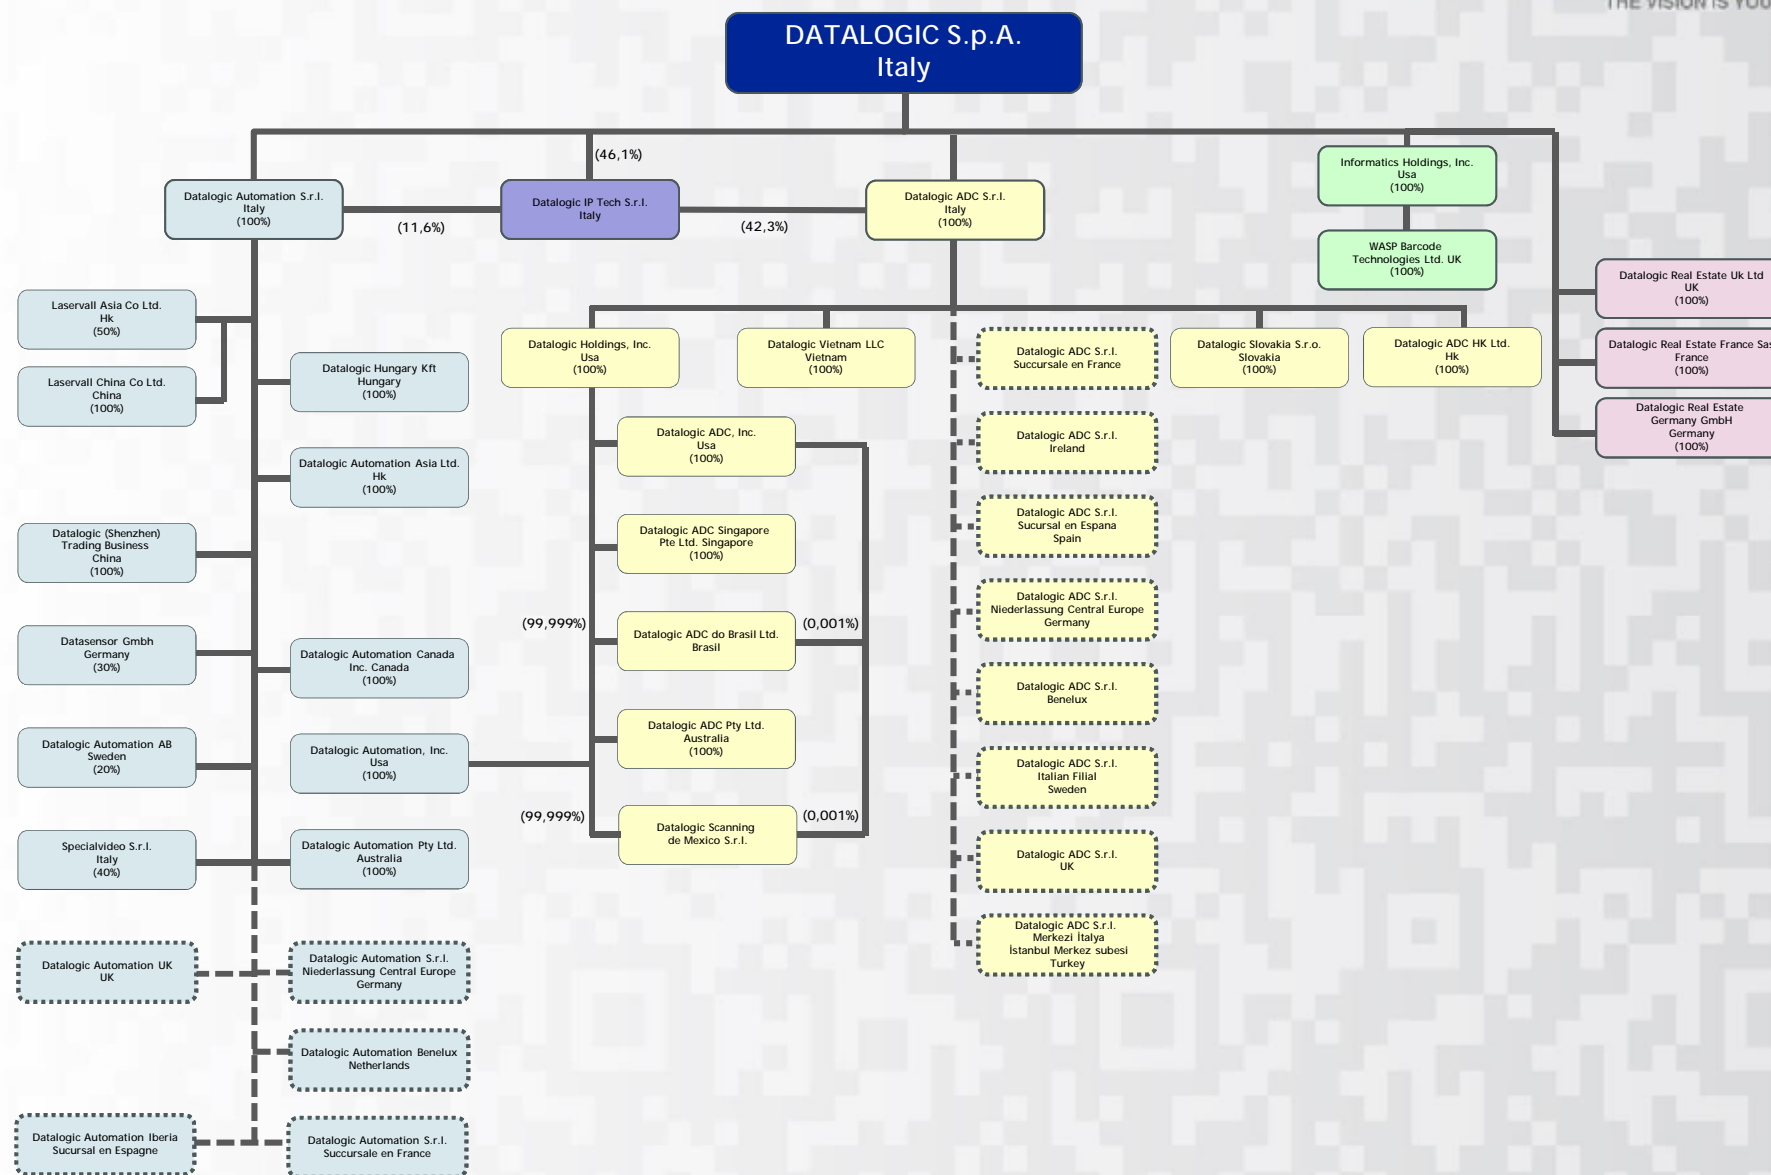 THE VISION IS YOU
DATALOGIC S.p.A.
Italy
(46,1%)
Datalogic Automation S.r.l.
Italy
(100%)
(11,6%)
Datalogic IP Tech S.r.l.
Italy
(42,3%)
Datalogic ADC S.r.l.
Italy
(100%)
Informatics Holdings, Inc.
Usa
(100%)
WASP Barcode
Technologies Ltd. UK
(100%)
Datalogic Real Estate Uk Ltd
UK
(100%)
Datalogic Real Estate France Sas
France
(100%)
Datalogic Real Estate
Germany GmbH
Germany
(100%)
Laservall Asia Co Ltd.
Hk
(50%)
Laservall China Co Ltd.
China
(100%)
Datalogic Hungary Kft
Hungary
(100%)
Datalogic Automation Asia Ltd.
Hk
(100%)
Datalogic (Shenzhen)
Trading Business
China
(100%)
Datasensor Gmbh
Germany
(30%)
Datalogic Automation Canada
Inc. Canada
(100%)
Datalogic Automation AB
Sweden
(20%)
Datalogic Automation, Inc.
Usa
(100%)
Specialvideo S.r.l.
Italy
(40%)
Datalogic Automation Pty Ltd.
Australia
(100%)
Datalogic Automation UK
UK
Datalogic Automation S.r.l.
Niederlassung Central Europe
Germany
Datalogic Automation Benelux
Netherlands
Datalogic Automation Iberia
Sucursal en Espagne
Datalogic Automation S.r.l.
Succursale en France
Datalogic Holdings, Inc.
Usa
(100%)
Datalogic Vietnam LLC
Vietnam
(100%)
Datalogic ADC S.r.l.
Succursale en France
Datalogic Slovakia S.r.o.
Slovakia
(100%)
Datalogic ADC HK Ltd.
Hk
(100%)
Datalogic ADC, Inc.
Usa
(100%)
Datalogic ADC Singapore
Pte Ltd. Singapore
(100%)
(99,999%)
Datalogic ADC do Brasil Ltd.
Brasil
(0,001%)
Datalogic ADC Pty Ltd.
Australia
(100%)
(99,999%)
Datalogic Scanning
de Mexico S.r.l.
(0,001%)
Datalogic ADC S.r.l.
Ireland
Datalogic ADC S.r.l.
Sucursal en Espana
Spain
Datalogic ADC S.r.l.
Niederlassung Central Europe
Germany
Datalogic ADC S.r.l.
Benelux
Datalogic ADC S.r.l.
Italian Filial
Sweden
Datalogic ADC S.r.l.
UK
Datalogic ADC S.r.l.
Merkezi İtalya
İstanbul Merkez subesi
Turkey